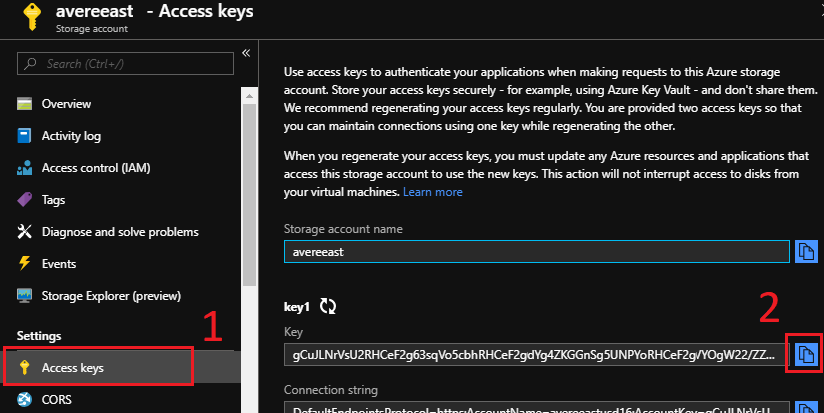 avereeast - Access keys
Storage account
Search (Ctrl+/)
«
Overview
Activity log
Access control (IAM)
Tags
Diagnose and solve problems
Events
Storage Explorer (preview)
1
Settings
Access keys
CORS
Use access keys to authenticate your applications when making requests to this Azure storage
account. Store your access keys securely - for example, using Azure Key Vault - and don't share them.
We recommend regenerating your access keys regularly. You are provided two access keys so that
you can maintain connections using one key while regenerating the other.
When you regenerate your access keys, you must update any Azure resources and applications that
access this storage account to use the new keys. This action will not interrupt access to disks from
your virtual machines. Learn more
Storage account name
avereeast
key1
2
Key
gCuJLNrVsU2RHCeF2g63sqVo5cbhRHCeF2gdYg4ZKGGnSg5UNPYoRHCeF2g/YOgW22/ZZ...
Connection string